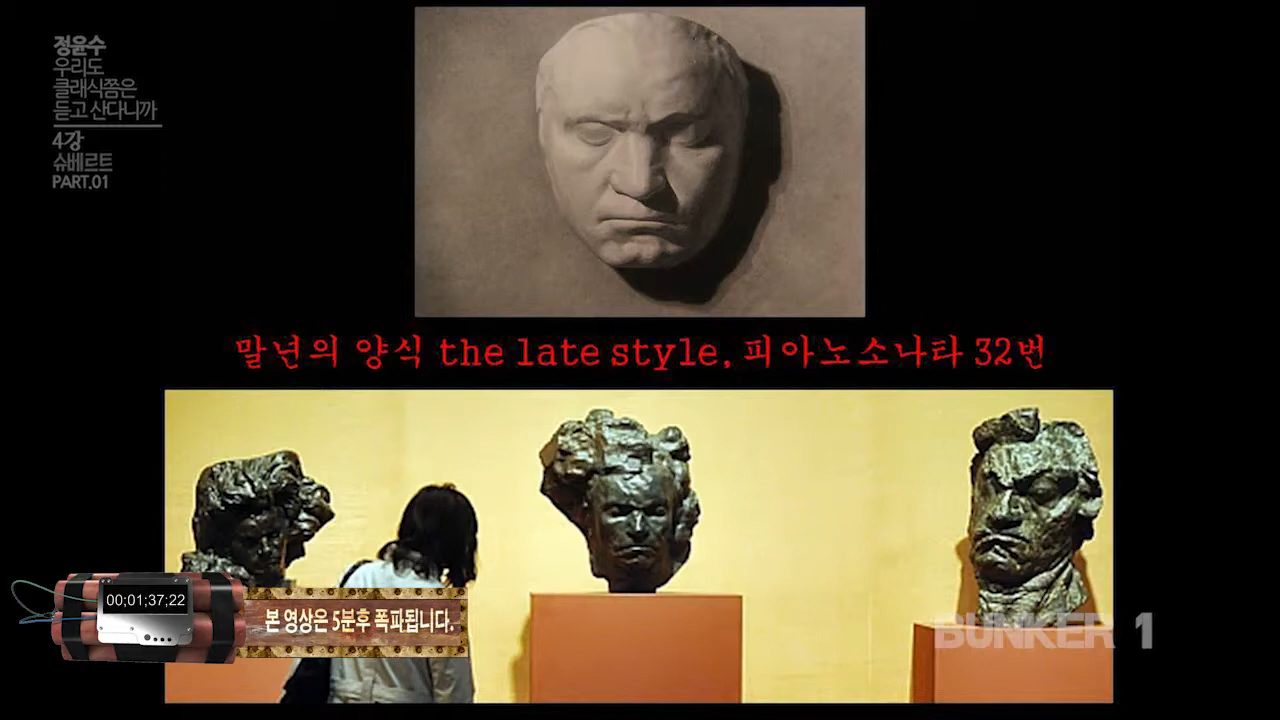 정윤수
우리도
클래식쯤은
듣고 산다니까
4강
슈베르트
PART.01
말년의 양식 the late style, 피아노소나타 32번
00;01;37;22
본 영상은 5분후 폭파됩니다.
BUNKER 1